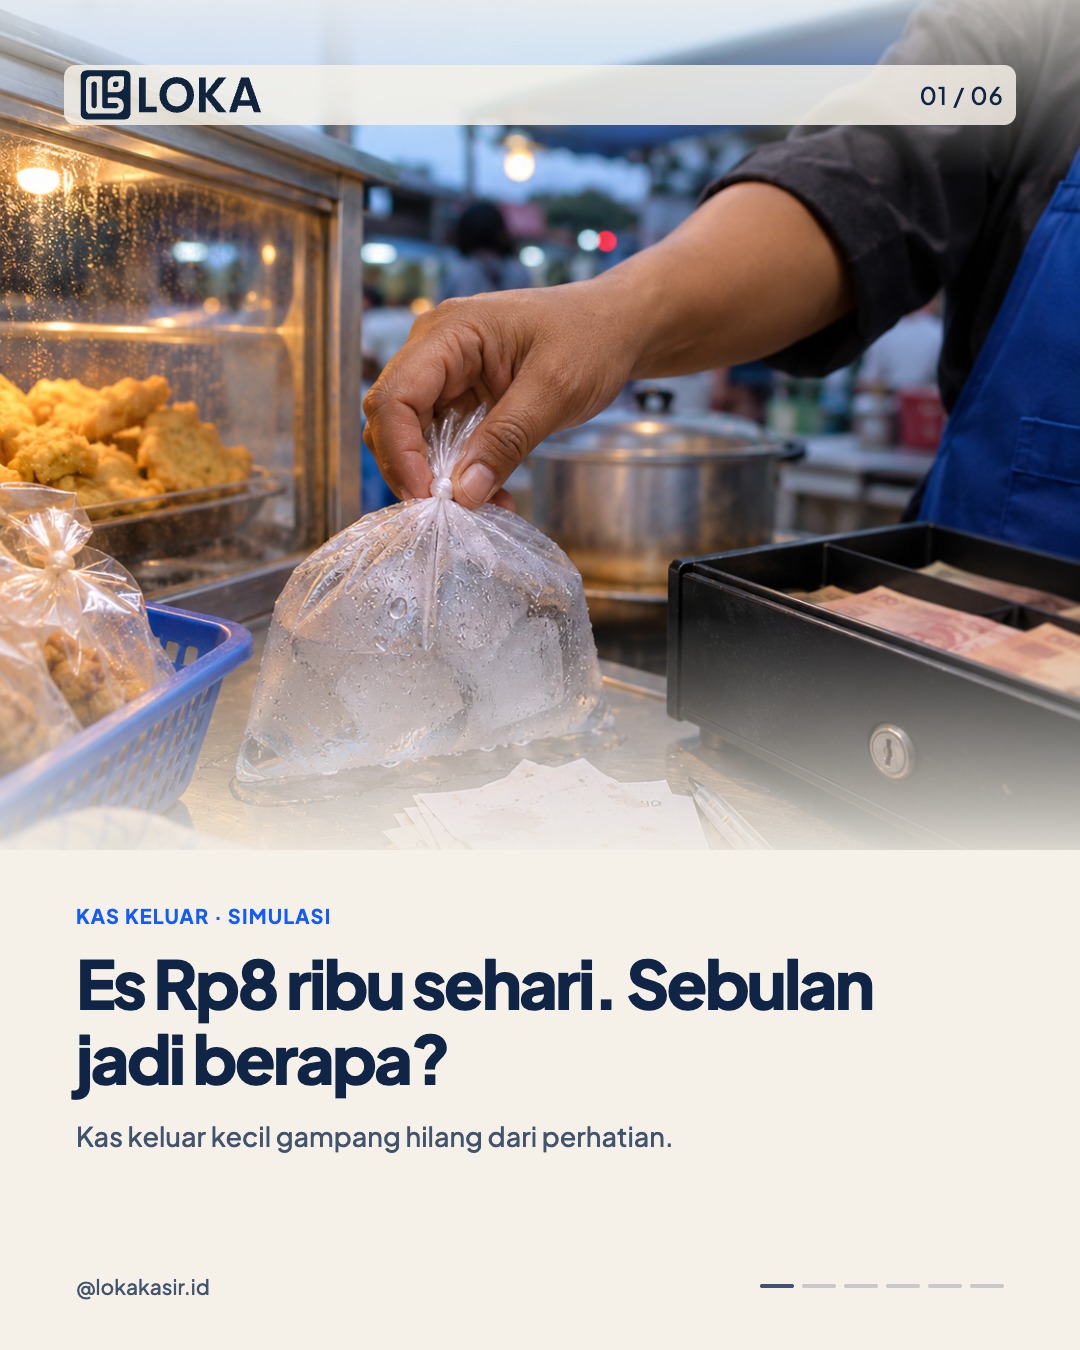 LOKA
01 / 06
KAS KELUAR · SIMULASI
Es Rp8 ribu sehari. Sebulan
jadi berapa?
Kas keluar kecil gampang hilang dari perhatian.
@lokakasir.id